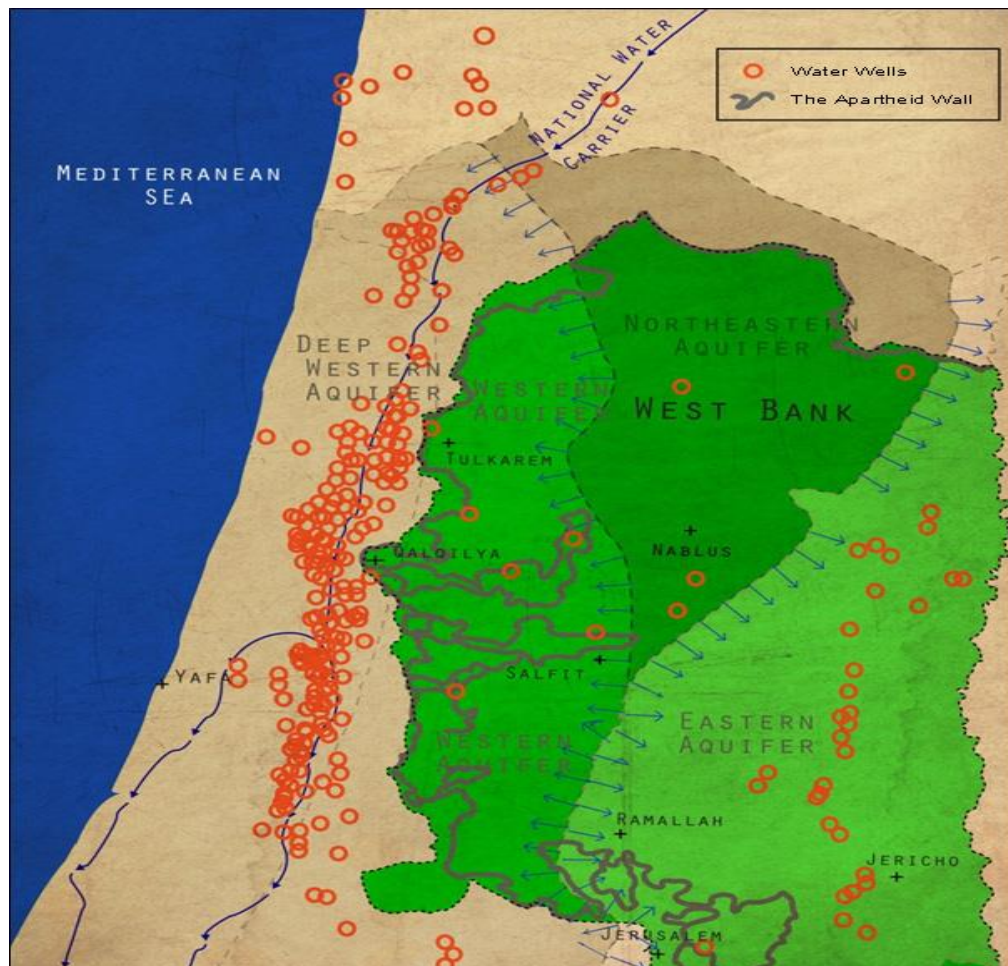 NATIONAL WATER
CARRIER
Water Wells
The Apartheid Wall
MEDITERRANEAN
SEa
NORTHEASTERN
AQUIFER
DEEP
WESTERN
AQUIFER
WESTERN
AQUIFER
WEST BANK
TULKAREM
NABLUS
QALQILYA
SALFIT
YAFA
EASTERN
AQUIFER
WESTERN
AQUIFER
RAMALLAH
JERICHO
JERUSALEM